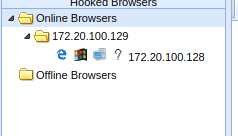 Hooked Browsers
Online Browsers
172.20.100.129
? 172.20.100.128
Offline Browsers